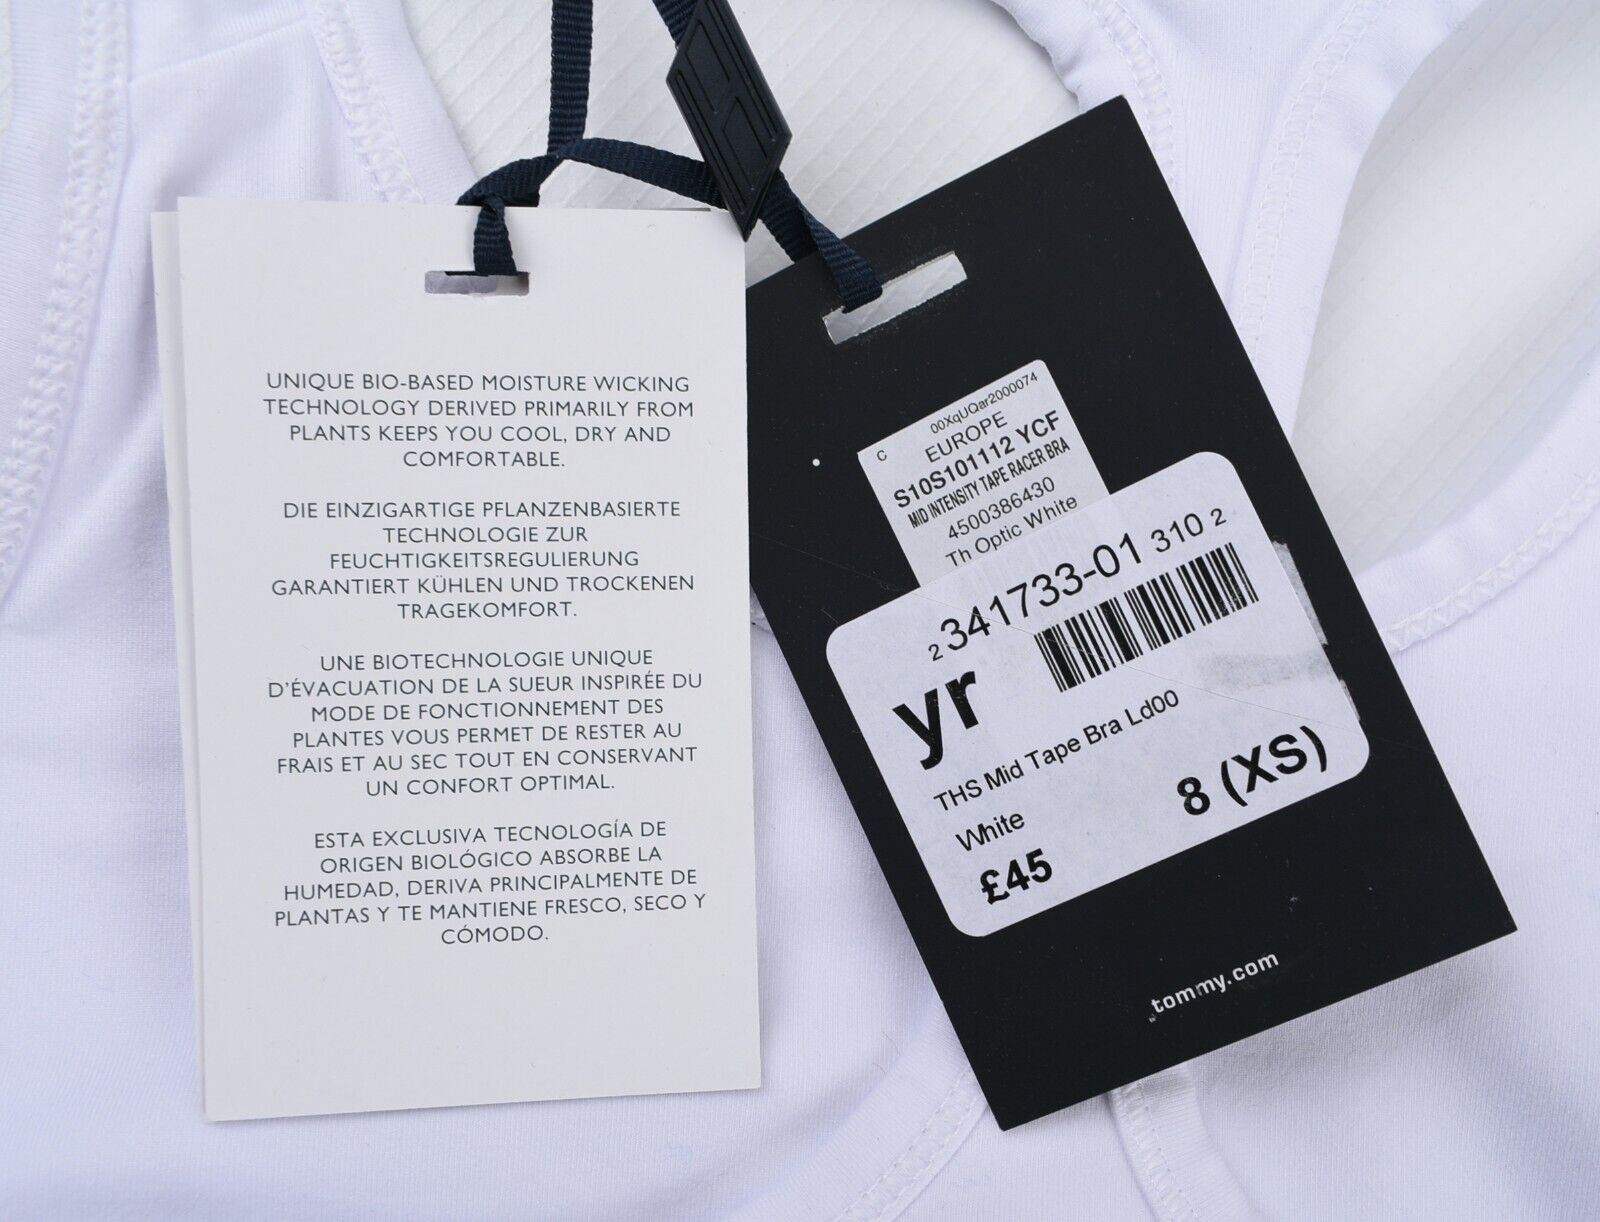 UNIQUE BIO-BASED MOISTURE WICKING
TECHNOLOGY DERIVED PRIMARILY FROM
PLANTS KEEPS YOU COOL, DRY AND
COMFORTABLE.
DIE EINZIGARTIGE PFLANZENBASIERTE
TECHNOLOGIE ZUR
FEUCHTIGKEITSREGULIERUNG
GARANTIERT KÜHLEN UND TROCKENEN
TRAGEKOMFORT.
UNE BIOTECHNOLOGIE UNIQUE
D'ÉVACUATION DE LA SUEUR INSPIRÉE DU
MODE DE FONCTIONNEMENT DES
PLANTES VOUS PERMET DE RESTER AU
FRAIS ET AU SEC TOUT EN CONSERVANT
UN CONFORT OPTIMAL.
ESTA EXCLUSIVA TECNOLOGÍA DE
ORIGEN BIOLÓGICO ABSORBE LA
HUMEDAD, DERIVA PRINCIPALMENTE DE
PLANTAS Y TE MANTIENE FRESCO, SECO Y
CÓMODO.
00XqUQar2000074
C EUROPE
S10S101112 YCF
MID INTENSITY TAPE RACER BRA
4500386430
Th Optic White
2 341733-01 310 2
yr
THS Mid Tape Bra Ld00
White 8 (XS)
£45
tommy.com